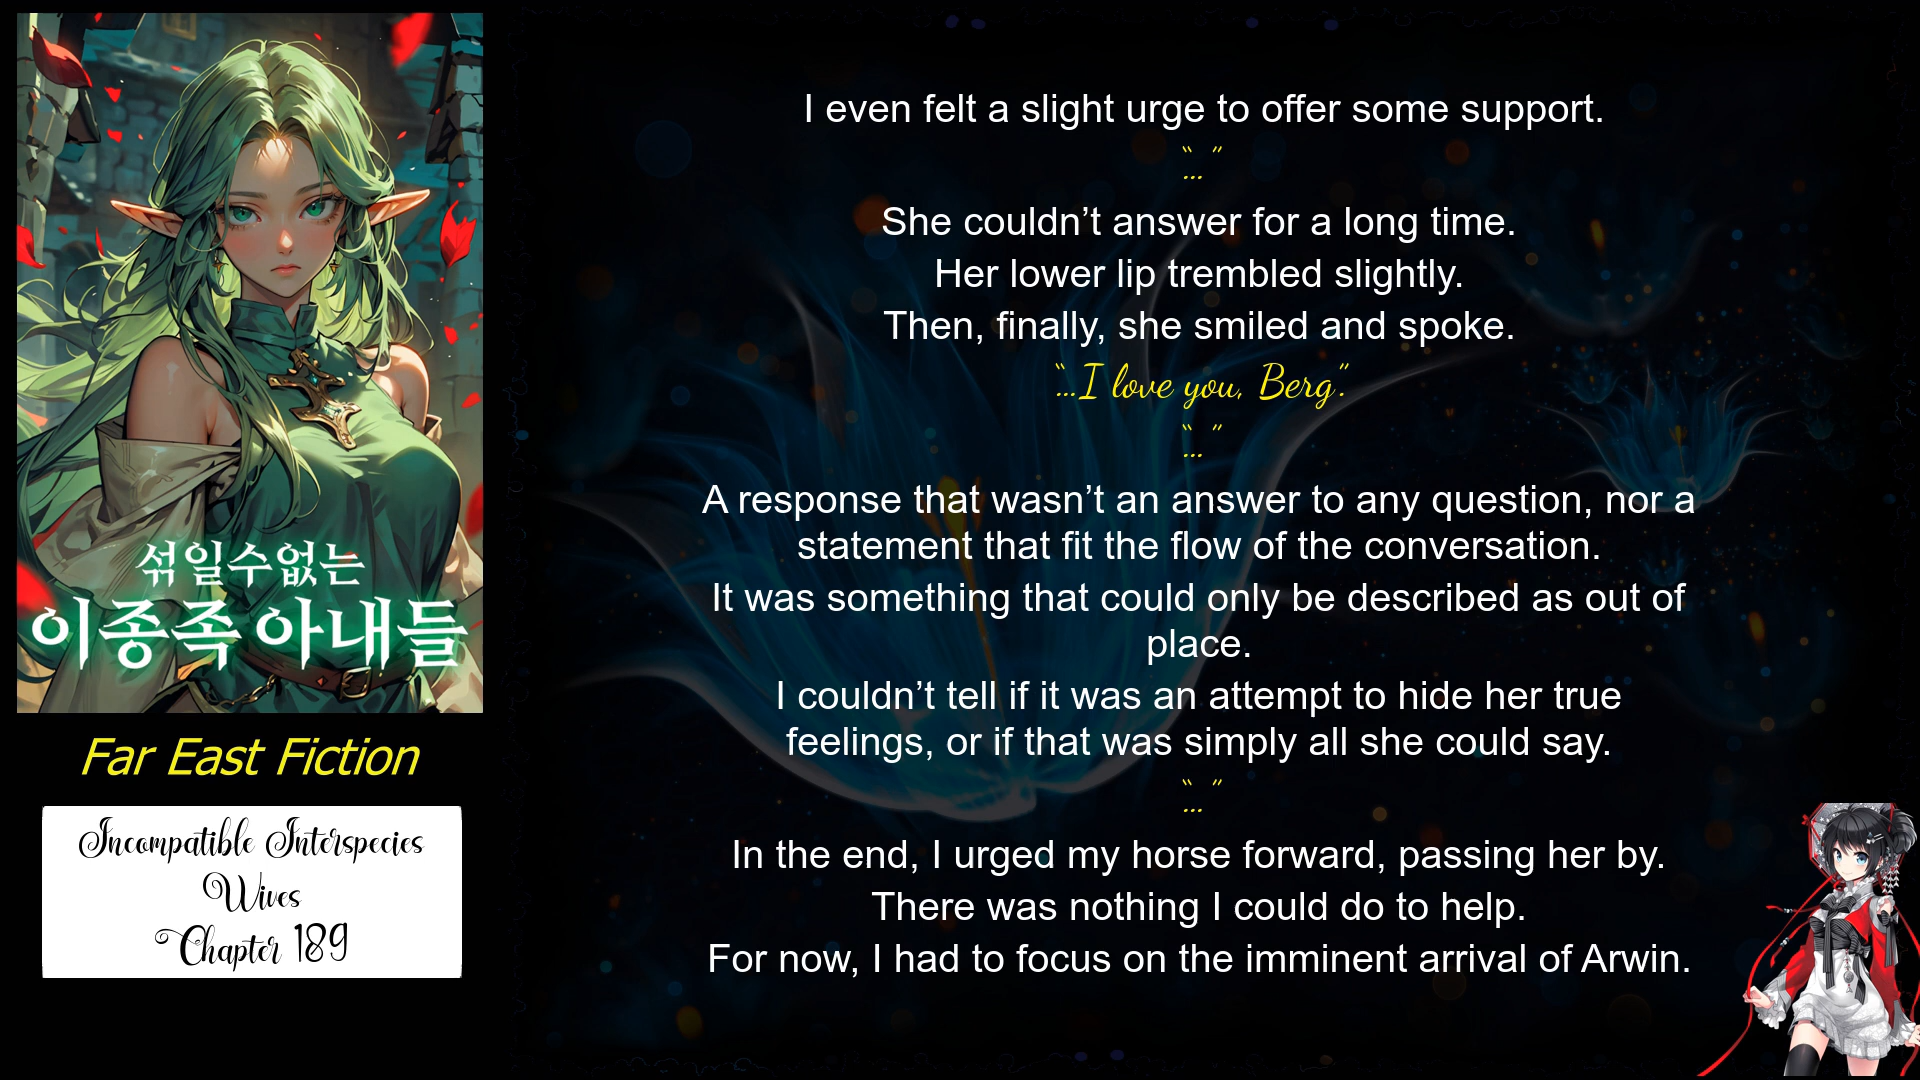 섞일수없는
이종족 아내들
Far East Fiction
Incompatible Interspecies
Wives
Chapter 189
I even felt a slight urge to offer some support.
“…”
She couldn’t answer for a long time.
Her lower lip trembled slightly.
Then, finally, she smiled and spoke.
“…I love you, Berg.”
“…”
A response that wasn’t an answer to any question, nor a
statement that fit the flow of the conversation.
It was something that could only be described as out of
place.
I couldn’t tell if it was an attempt to hide her true
feelings, or if that was simply all she could say.
“…”
In the end, I urged my horse forward, passing her by.
There was nothing I could do to help.
For now, I had to focus on the imminent arrival of Arwin.